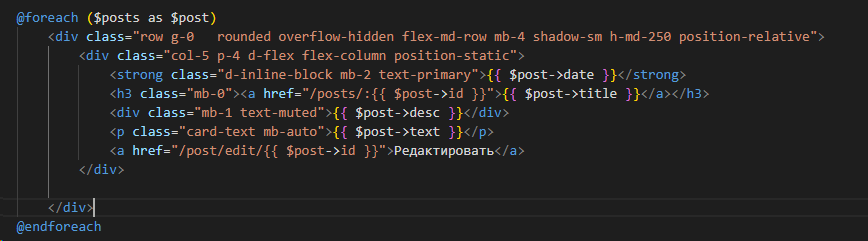 @foreach ($posts as $post)
<div class="row g-0   rounded overflow-hidden flex-md-row mb-4 shadow-sm h-md-250 position-relative">
<div class="col-5 p-4 d-flex flex-column position-static">
<strong class="d-inline-block mb-2 text-primary">{{ $post->date }}</strong>
<h3 class="mb-0"><a href="/posts/:{{ $post->id }}">{{ $post->title }}</a></h3>
<div class="mb-1 text-muted">{{ $post->desc }}</div>
<p class="card-text mb-auto">{{ $post->text }}</p>
<a href="/post/edit/{{ $post->id }}">Редактировать</a>
</div>
</div>
@endforeach